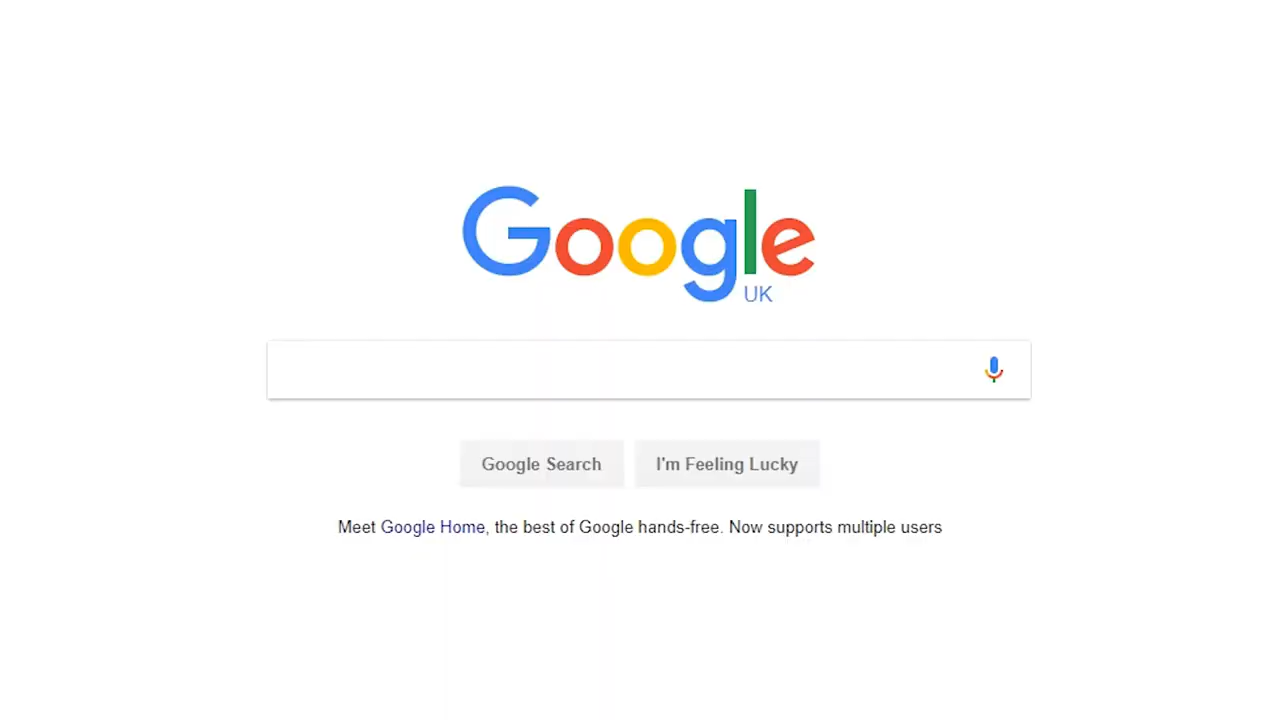 Google
UK
Google Search
I'm Feeling Lucky
Meet Google Home, the best of Google hands-free. Now supports multiple users